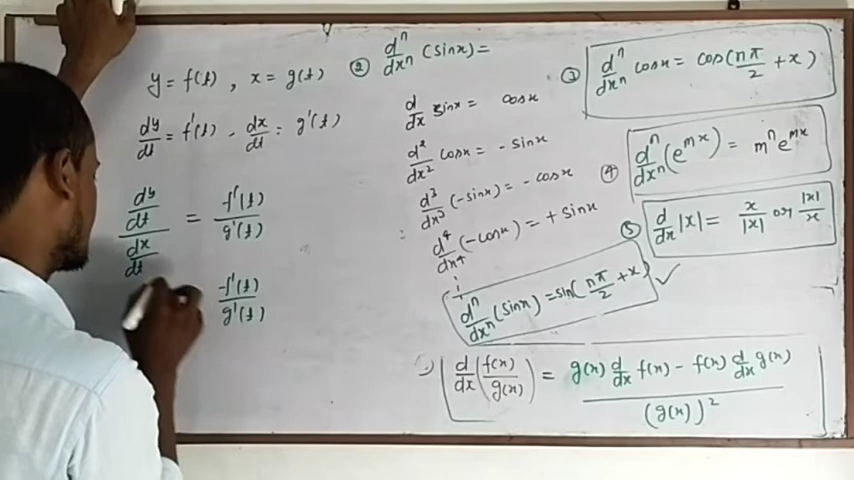 y = f(t), x = g(t)
dy/dt = f'(t) - dx/dt = g'(t)
(dy/dt)/(dx/dt) = f'(t)/g'(t)
f'(t)/g'(t)
② dⁿ/dxⁿ (sinx) =
d/dx sinx = cosx
d²/dx² cosx = - sinx
d³/dx³ (-sinx) = - cosx
d⁴/dx⁴ (-cosx) = + sinx
dⁿ/dxⁿ (sinx) = sin(nπ/2 + x) ✓
③ dⁿ/dxⁿ cosx = cos(nπ/2 + x)
④ dⁿ/dxⁿ (e^mx) = mⁿ e^mx
⑤ d/dx |x| = x/|x| or |x|/x
d/dx (f(x)/g(x)) = (g(x) d/dx f(x) - f(x) d/dx g(x))/(g(x))²